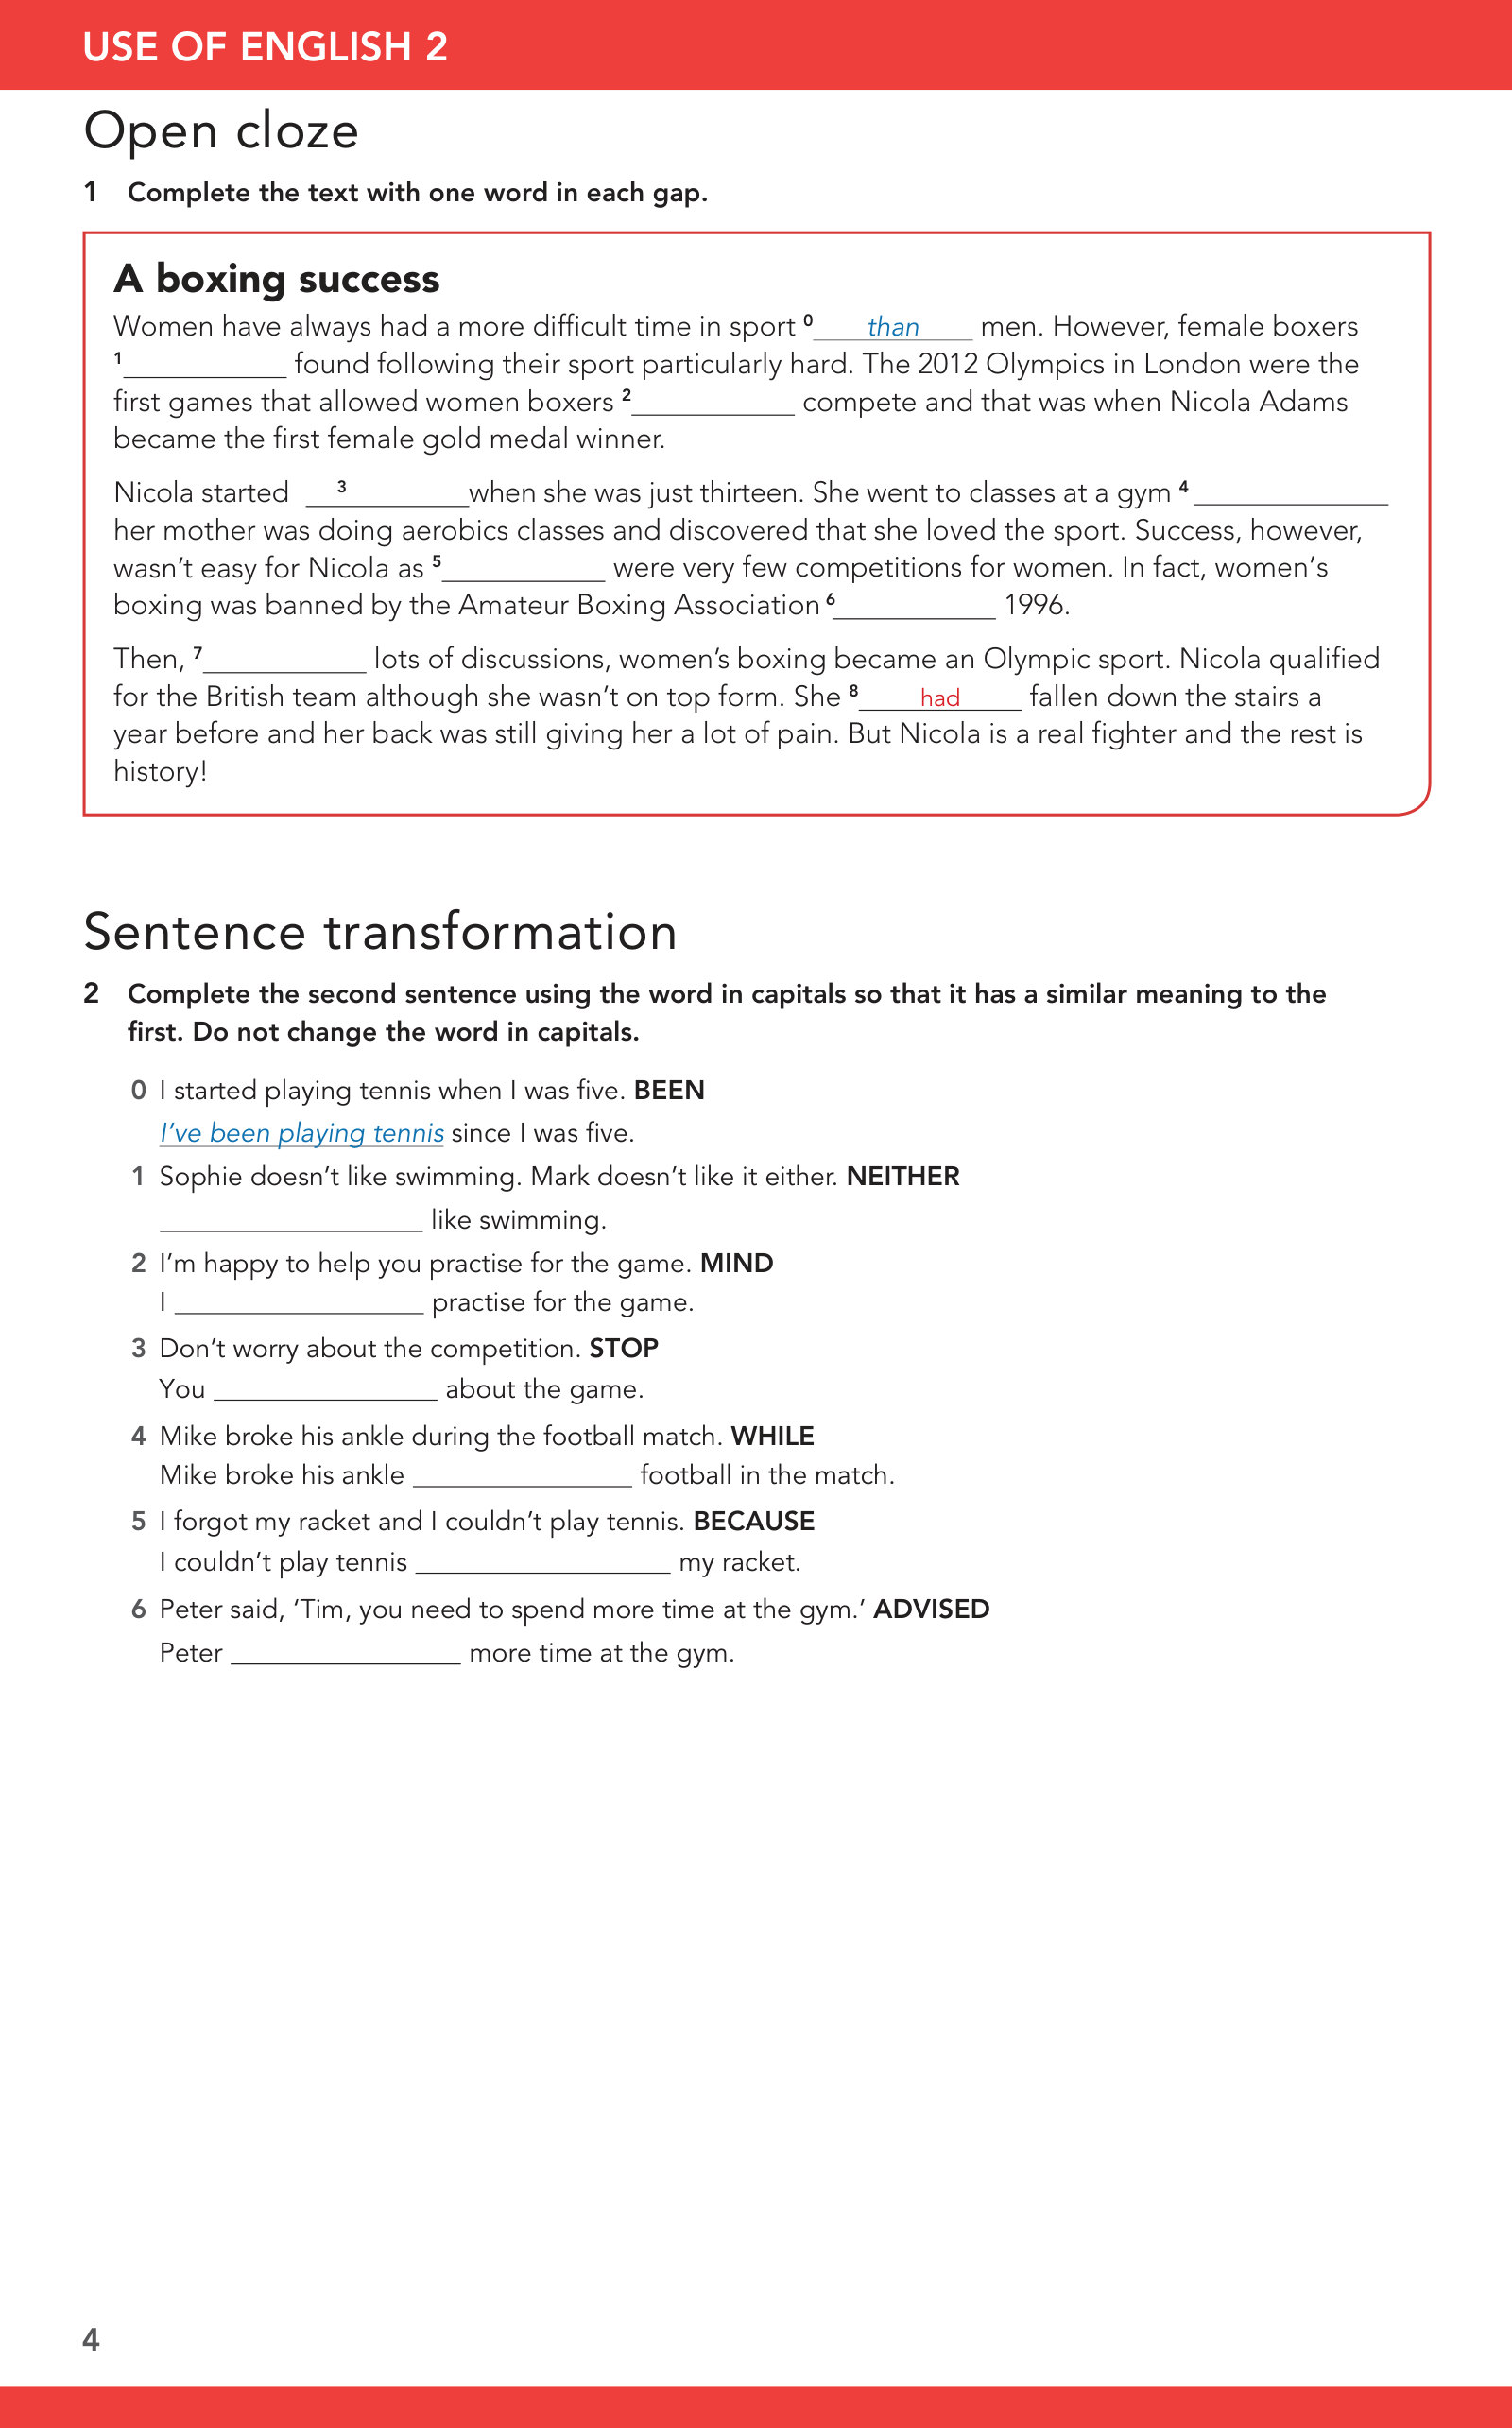 USE OF ENGLISH 2
Open cloze
1 Complete the text with one word in each gap.
A boxing success
Women have always had a more difficult time in sport 0 than men. However, female boxers
1____________ found following their sport particularly hard. The 2012 Olympics in London were the
first games that allowed women boxers 2____________ compete and that was when Nicola Adams
became the first female gold medal winner.
Nicola started 3____________ when she was just thirteen. She went to classes at a gym 4____________
her mother was doing aerobics classes and discovered that she loved the sport. Success, however,
wasn’t easy for Nicola as 5____________ were very few competitions for women. In fact, women’s
boxing was banned by the Amateur Boxing Association 6____________ 1996.
Then, 7____________ lots of discussions, women’s boxing became an Olympic sport. Nicola qualified
for the British team although she wasn’t on top form. She 8 had fallen down the stairs a
year before and her back was still giving her a lot of pain. But Nicola is a real fighter and the rest is
history!
Sentence transformation
2 Complete the second sentence using the word in capitals so that it has a similar meaning to the
first. Do not change the word in capitals.
0 I started playing tennis when I was five. BEEN
I’ve been playing tennis since I was five.
1 Sophie doesn’t like swimming. Mark doesn’t like it either. NEITHER
____________ like swimming.
2 I’m happy to help you practise for the game. MIND
I ____________ practise for the game.
3 Don’t worry about the competition. STOP
You ____________ about the game.
4 Mike broke his ankle during the football match. WHILE
Mike broke his ankle ____________ football in the match.
5 I forgot my racket and I couldn’t play tennis. BECAUSE
I couldn’t play tennis ____________ my racket.
6 Peter said, ‘Tim, you need to spend more time at the gym.’ ADVISED
Peter ____________ more time at the gym.
4